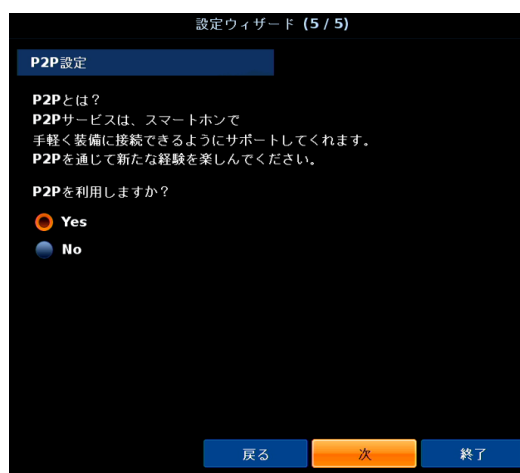 設定ウィザード (5 / 5)
P2P設定
P2Pとは？
P2Pサービスは、スマートホンで
手軽く装備に接続できるようにサポートしてくれます。
P2Pを通じて新たな経験を楽しんでください。
P2Pを利用しますか？
Yes
No
戻る 次 終了